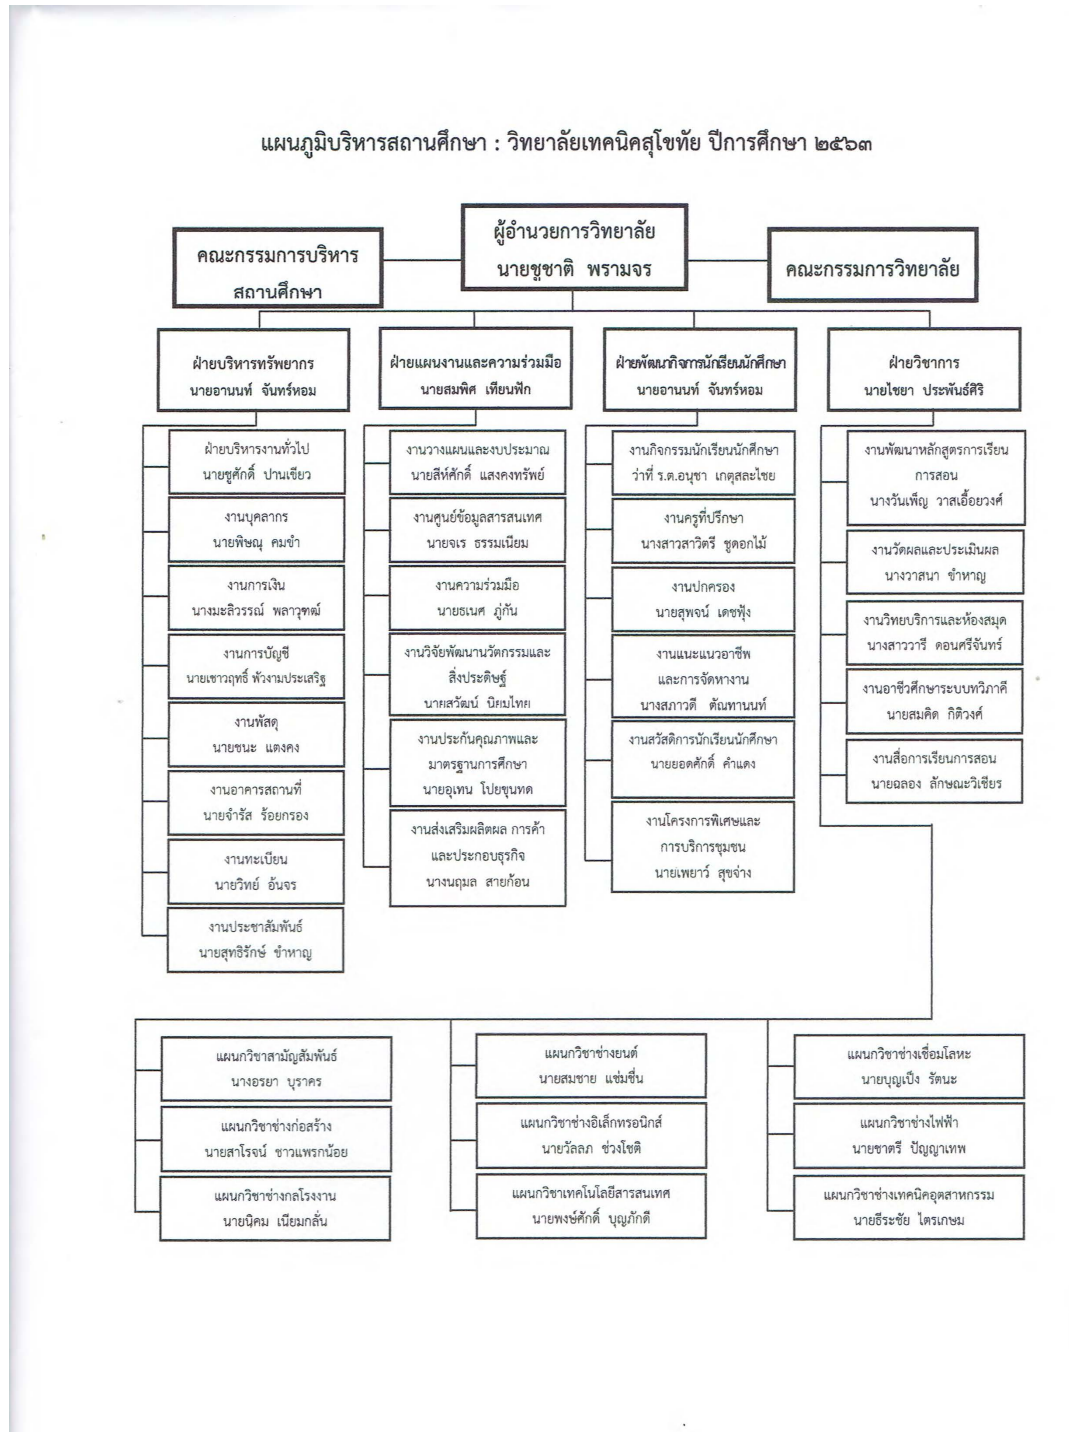 แผนภูมิบริหารสถานศึกษา : วิทยาลัยเทคนิคสุโขทัย ปีการศึกษา ๒๕๖๓
ผู้อำนวยการวิทยาลัย
นายชูชาติ พรามจร
คณะกรรมการบริหาร
สถานศึกษา
คณะกรรมการวิทยาลัย
ฝ่ายบริหารทรัพยากร
นายอานนท์ จันทร์หอม
ฝ่ายแผนงานและความร่วมมือ
นายสมพิศ เทียนฟัก
ฝ่ายพัฒนากิจการนักเรียนนักศึกษา
นายอานนท์ จันทร์หอม
ฝ่ายวิชาการ
นายไชยา ประพันธ์ศิริ
ฝ่ายบริหารงานทั่วไป
นายชูศักดิ์ ปานเขียว
งานบุคลากร
นายพิษณุ คมขำ
งานการเงิน
นางมะลิวรรณ์ พลาวุฑฒ์
งานการบัญชี
นายเชาวฤทธิ์ พัวงามประเสริฐ
งานพัสดุ
นายชนะ แตงคง
งานอาคารสถานที่
นายจำรัส ร้อยกรอง
งานทะเบียน
นายวิทย์ อ้นจร
งานประชาสัมพันธ์
นายสุทธิรักษ์ ขำหาญ
งานวางแผนและงบประมาณ
นายสีห์ศักดิ์ แสงคงทรัพย์
งานศูนย์ข้อมูลสารสนเทศ
นายจเร ธรรมเนียม
งานความร่วมมือ
นายธเนศ ภู่กัน
งานวิจัยพัฒนานวัตกรรมและ
สิ่งประดิษฐ์
นายสวัฒน์ นิยมไทย
งานประกันคุณภาพและ
มาตรฐานการศึกษา
นายอุเทน โปยขุนทด
งานส่งเสริมผลิตผล การค้า
และประกอบธุรกิจ
นางนฤมล สายก้อน
งานกิจกรรมนักเรียนนักศึกษา
ว่าที่ ร.ต.อนุชา เกตุสละไชย
งานครูที่ปรึกษา
นางสาวสาวิตรี ชูดอกไม้
งานปกครอง
นายสุพจน์ เดชฟุ้ง
งานแนะแนวอาชีพ
และการจัดหางาน
นางสภาวดี ตัณทานนท์
งานสวัสดิการนักเรียนนักศึกษา
นายยอดศักดิ์ คำแดง
งานโครงการพิเศษและ
การบริการชุมชน
นายเพยาว์ สุขจ่าง
งานพัฒนาหลักสูตรการเรียน
การสอน
นางวันเพ็ญ วาสเอื้อยวงศ์
งานวัดผลและประเมินผล
นางวาสนา ขำหาญ
งานวิทยบริการและห้องสมุด
นางสาววารี ดอนศรีจันทร์
งานอาชีวศึกษาระบบทวิภาคี
นายสมคิด กิติวงศ์
งานสื่อการเรียนการสอน
นายฉลอง ลักษณะวิเชียร
แผนกวิชาสามัญสัมพันธ์
นางอรยา บุราคร
แผนกวิชาช่างก่อสร้าง
นายสาโรจน์ ชาวแพรกน้อย
แผนกวิชาช่างกลโรงงาน
นายนิคม เนียมกลั่น
แผนกวิชาช่างยนต์
นายสมชาย แช่มชื่น
แผนกวิชาช่างอิเล็กทรอนิกส์
นายวัลลภ ช่วงโชติ
แผนกวิชาเทคโนโลยีสารสนเทศ
นายพงษ์ศักดิ์ บุญภักดี
แผนกวิชาช่างเชื่อมโลหะ
นายบุญเป็ง รัตนะ
แผนกวิชาช่างไฟฟ้า
นายชาตรี ปัญญาเทพ
แผนกวิชาช่างเทคนิคอุตสาหกรรม
นายธีระชัย ไตรเกษม